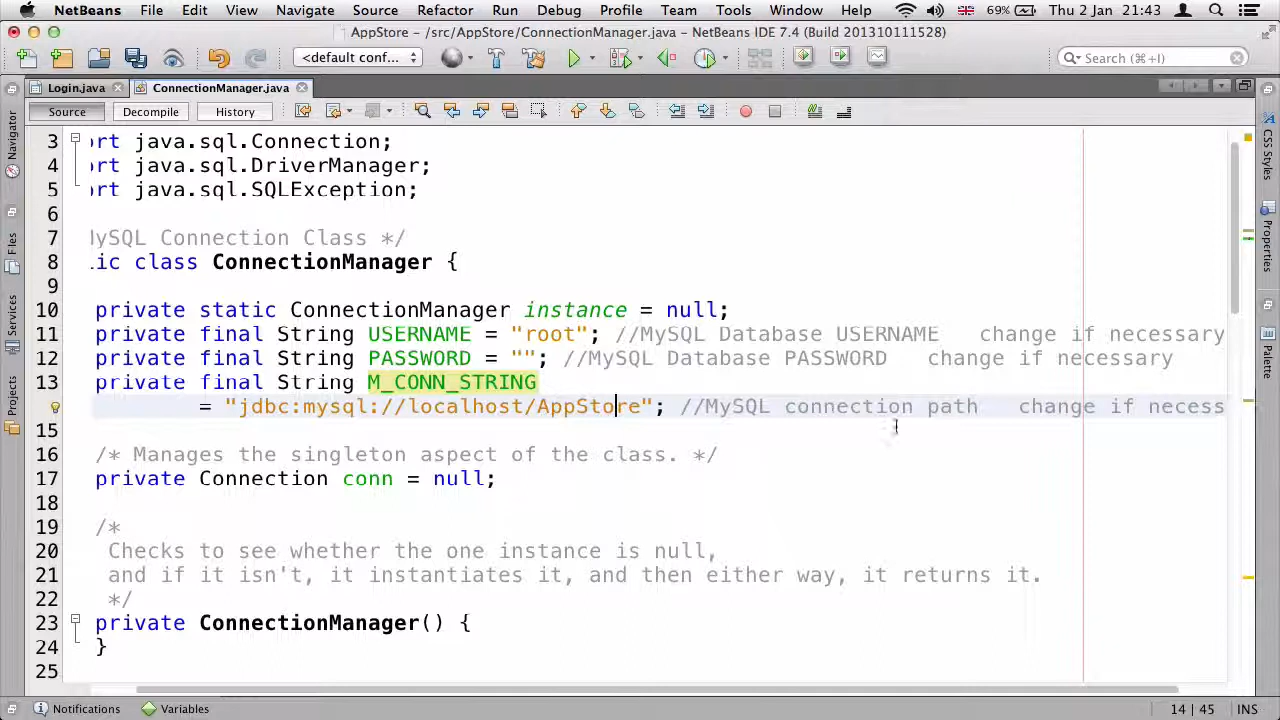 NetBeans File Edit View Navigate Source Refactor Run Debug Profile Team Tools Window Help 69% Thu 2 Jan 21:43
AppStore - /src/AppStore/ConnectionManager.java - NetBeans IDE 7.4 (Build 201310111528)
<default conf... Search (⌘+I)
Login.java ConnectionManager.java
Source Decompile History
Navigator
Files
Services
Projects
CSS Styles
Properties
Palette
3 ort java.sql.Connection;
4 ort java.sql.DriverManager;
5 ort java.sql.SQLException;
6
7 MySQL Connection Class */
8 lic class ConnectionManager {
9
10 private static ConnectionManager instance = null;
11 private final String USERNAME = "root"; //MySQL Database USERNAME change if necessary
12 private final String PASSWORD = ""; //MySQL Database PASSWORD change if necessary
13 private final String M_CONN_STRING
= "jdbc:mysql://localhost/AppStore"; //MySQL connection path change if necess
15
16 /* Manages the singleton aspect of the class. */
17 private Connection conn = null;
18
19 /*
20 Checks to see whether the one instance is null,
21 and if it isn't, it instantiates it, and then either way, it returns it.
22 */
23 private ConnectionManager() {
24 }
25
Notifications Variables 14 | 45 INS